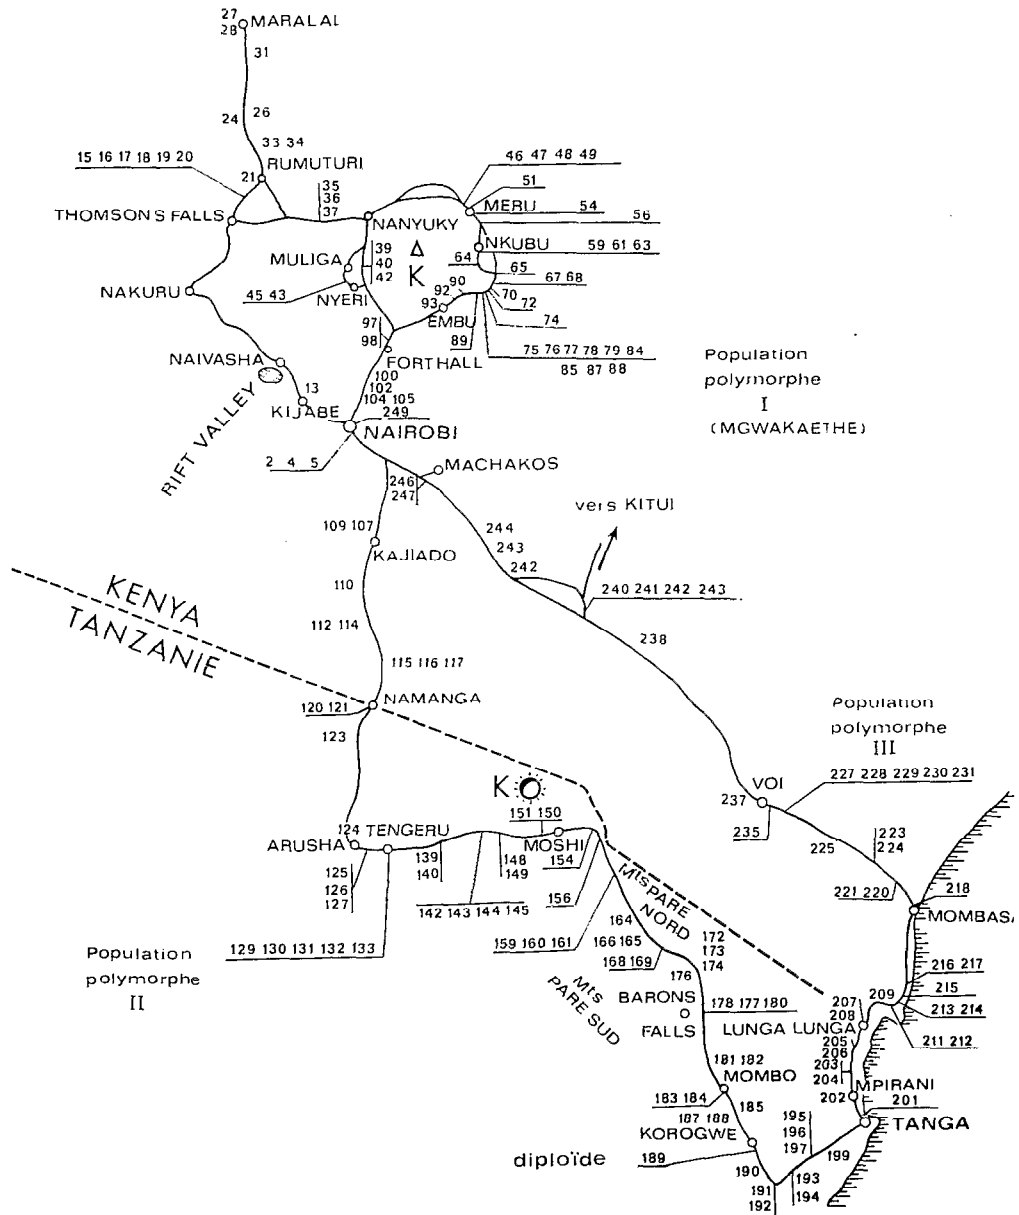 27
28 MARALAL
31
26
24
33 34
15 16 17 18 19 20
RUMUTURI
21
46 47 48 49
51
35
36
37
MERU 54
56
THOMSON'S FALLS
NANYUKY
NKUBU 59 61 63
39
40
42
K
64
65
MULIGA
67 68
NYERI
45 43
NAKURU
90
92
93
70
72
74
EMBU
89
97
98
FORTHALL
75 76 77 78 79 84
85 87 88
NAIVASHA
100
102
104 105
13
KIJABE
249
RIFT VALLEY
NAIROBI
2 4 5
Population
polymorphe
I
(MGWAKAETHE)
MACHAKOS
246
247
vers KITUI
109 107
KAJIADO
244
243
242
110
240 241 242 243
KENYA
TANZANIE
112 114
238
115 116 117
NAMANGA
120 121
123
Population
polymorphe
III
K
VOI
227 228 229 230 231
237
235
151 150
124 TENGERU
ARUSHA
MOSHI
139
140
148
149
154
125
126
127
156
142 143 144 145
223
224
225
221 220
218
MOMBASA
Mts PARE NORD
164
129 130 131 132 133
159 160 161
166 165
168 169
172
173
174
Population
polymorphe
II
Mts PARE SUD
176
216 217
215
213 214
BARONS
FALLS
178 177 180
207
208
209
LUNGA LUNGA
211 212
205
206
203
204
181 182
MOMBO
MPIRANI
202
201
183 184
185
187 188
TANGA
KOROGWE
195
196
197
199
diploïde
189
190
193
194
191
192